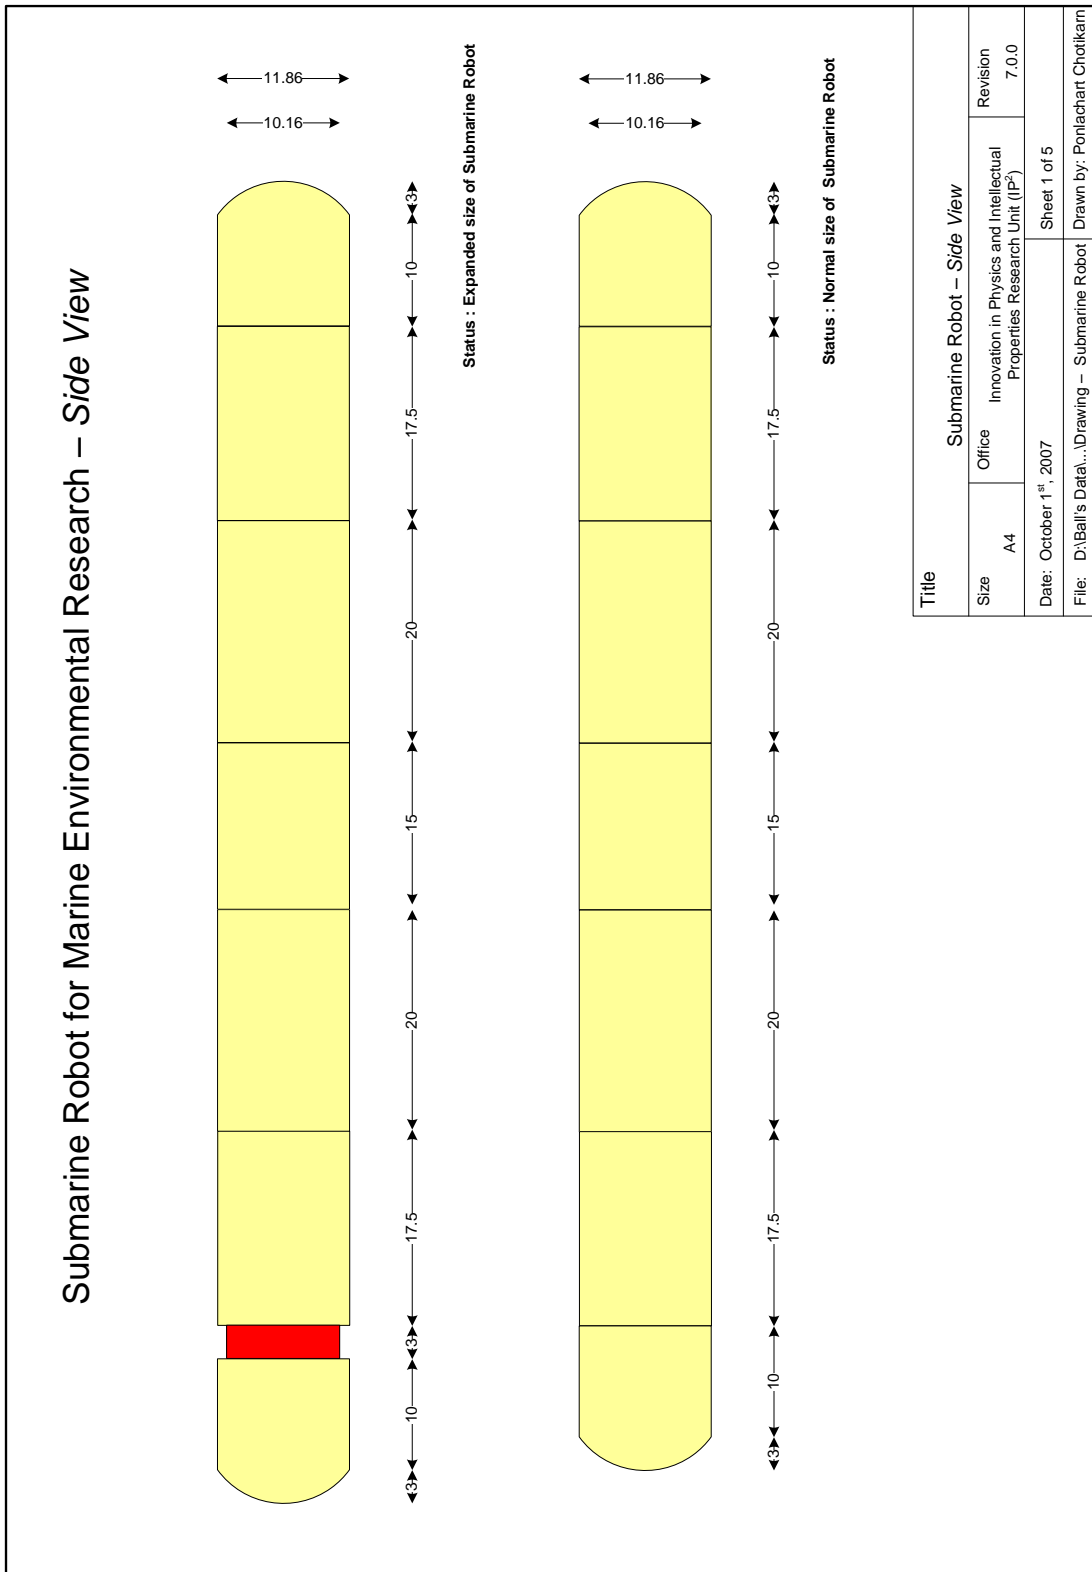 Submarine Robot for Marine Environmental Research – Side View
11.86
10.16
3
10
3
17.5
20
15
20
17.5
10
3
Status : Expanded size of Submarine Robot
11.86
10.16
3
10
17.5
20
15
20
17.5
10
3
Status : Normal size of Submarine Robot
Title
Submarine Robot – Side View
Size
A4
Office
Innovation in Physics and Intellectual
Properties Research Unit (IP²)
Revision
7.0.0
Date: October 1st, 2007
Sheet 1 of 5
File: D:\Ball's Data\...\Drawing – Submarine Robot
Drawn by: Ponlachart Chotikarn